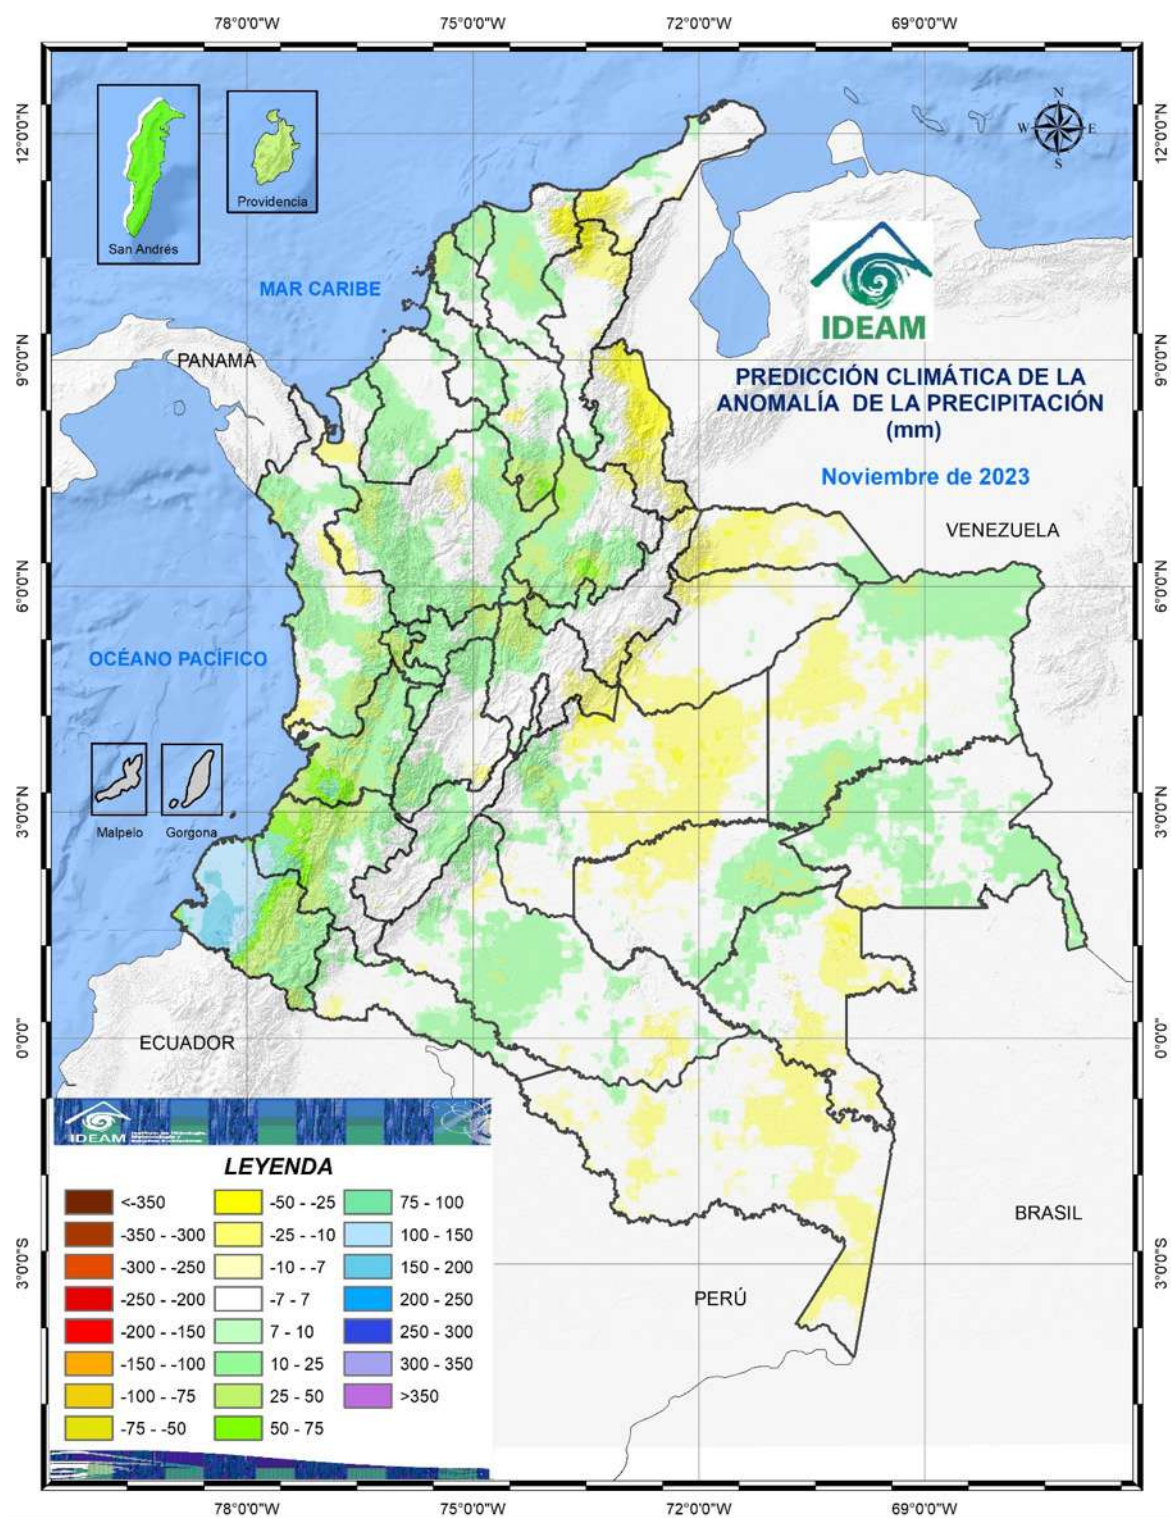 78°0'0"W
75°0'0"W
72°0'0"W
69°0'0"W
12°0'0"N
12°0'0"N
N
W
E
S
Providencia
San Andrés
MAR CARIBE
IDEAM
9°0'0"N
9°0'0"N
PANAMÁ
PREDICCIÓN CLIMÁTICA DE LA
ANOMALÍA DE LA PRECIPITACIÓN
(mm)
Noviembre de 2023
VENEZUELA
6°0'0"N
6°0'0"N
OCÉANO PACÍFICO
3°0'0"N
3°0'0"N
Malpelo
Gorgona
0°0'0"
0°0'0"
ECUADOR
IDEAM
LEYENDA
<-350
-350 - -300
-300 - -250
-250 - -200
-200 - -150
-150 - -100
-100 - -75
-75 - -50
-50 - -25
-25 - -10
-10 - -7
-7 - 7
7 - 10
10 - 25
25 - 50
50 - 75
75 - 100
100 - 150
150 - 200
200 - 250
250 - 300
300 - 350
>350
BRASIL
PERÚ
3°0'0"S
3°0'0"S
78°0'0"W
75°0'0"W
72°0'0"W
69°0'0"W